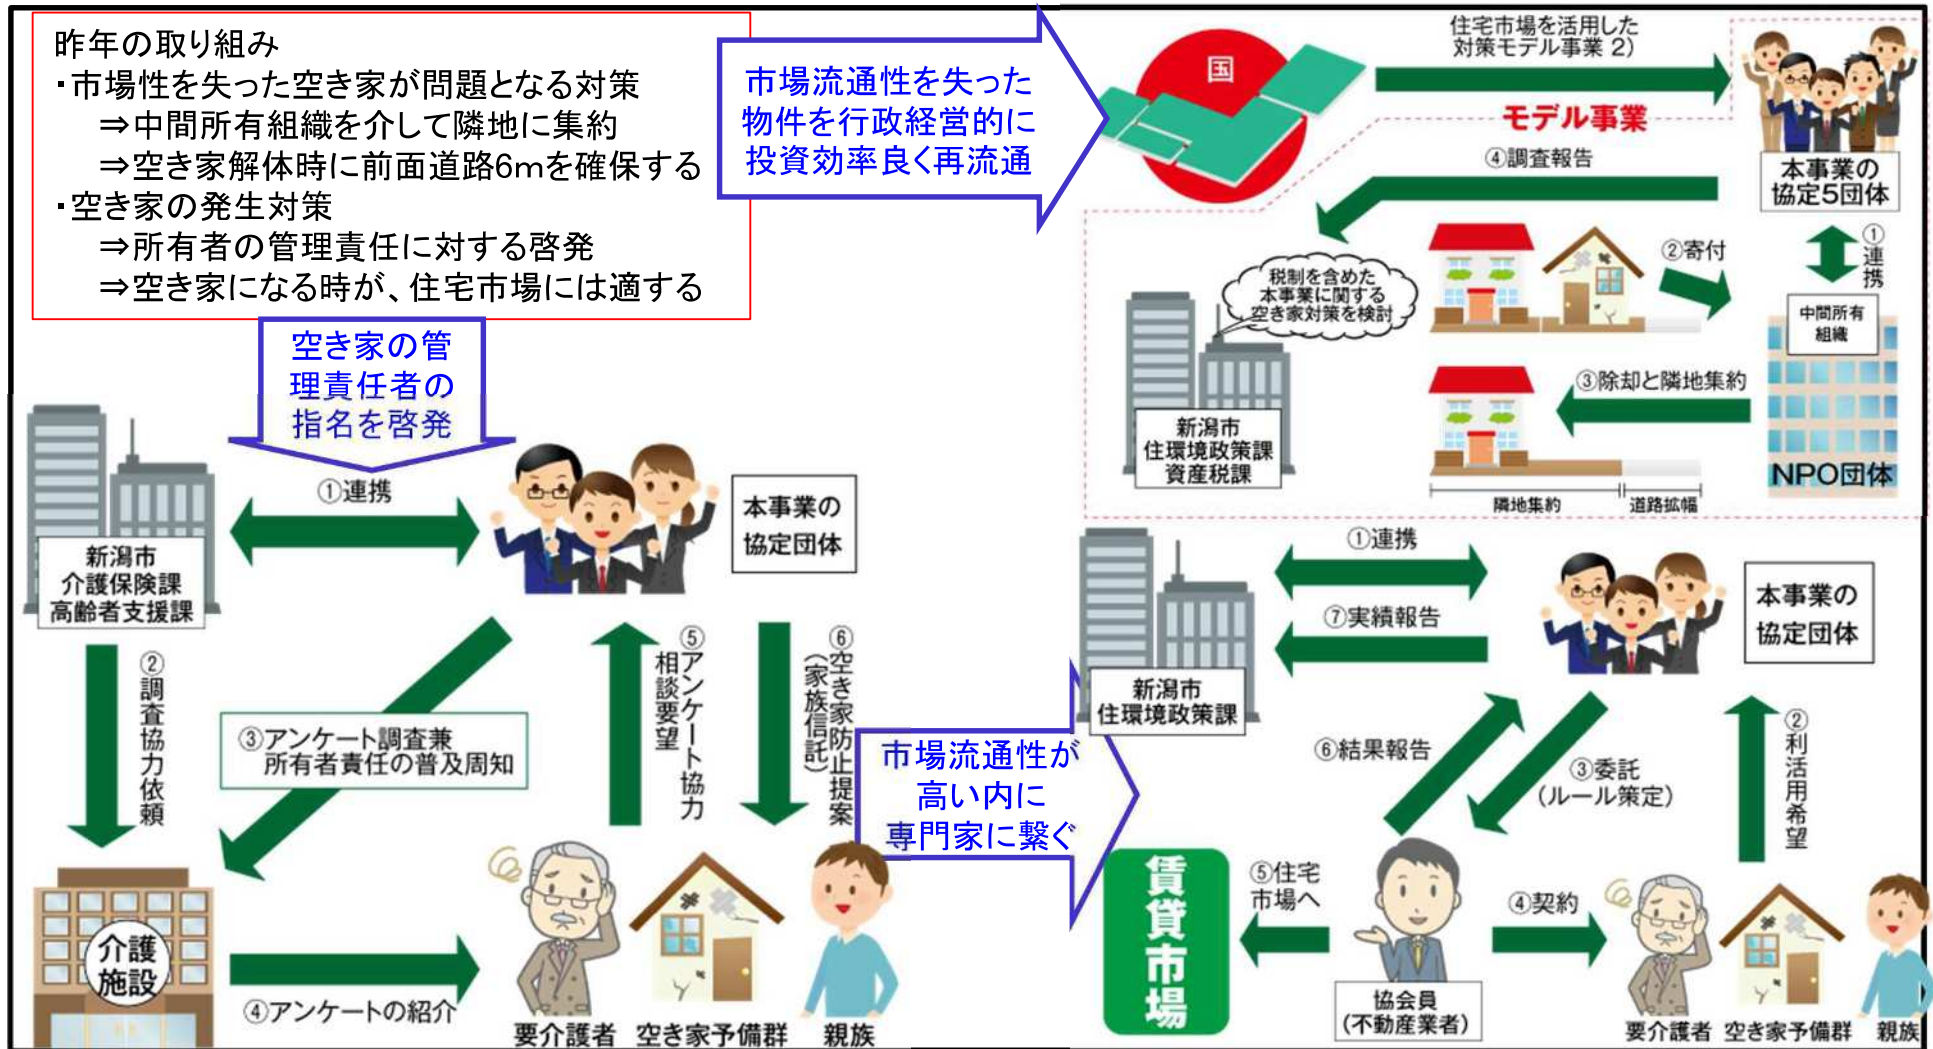 昨年の取り組み
・市場性を失った空き家が問題となる対策
⇒中間所有組織を介して隣地に集約
⇒空き家解体時に前面道路6mを確保する
・空き家の発生対策
⇒所有者の管理責任に対する啓発
⇒空き家になる時が、住宅市場には適する
市場流通性を失った
物件を行政経営的に
投資効率良く再流通
空き家の管
理責任者の
指名を啓発
新潟市
介護保険課
高齢者支援課
①連携
本事業の
協定団体
②調査協力依頼
③アンケート調査兼
所有者責任の普及周知
⑤アンケート協力
相談要望
⑥空き家防止提案
(家族信託)
介護
施設
④アンケートの紹介
要介護者
空き家予備群
親族
市場流通性が
高い内に
専門家に繋ぐ
国
住宅市場を活用した
対策モデル事業 2)
モデル事業
本事業の
協定5団体
④調査報告
①連携
②寄付
税制を含めた
本事業に関する
空き家対策を検討
中間所有
組織
③除却と隣地集約
新潟市
住環境政策課
資産税課
NPO団体
隣地集約
道路拡幅
①連携
⑦実績報告
新潟市
住環境政策課
本事業の
協定団体
⑥結果報告
③委託
(ルール策定)
②利活用希望
賃貸市場
⑤住宅
市場へ
④契約
協会員
(不動産業者)
要介護者
空き家予備群
親族